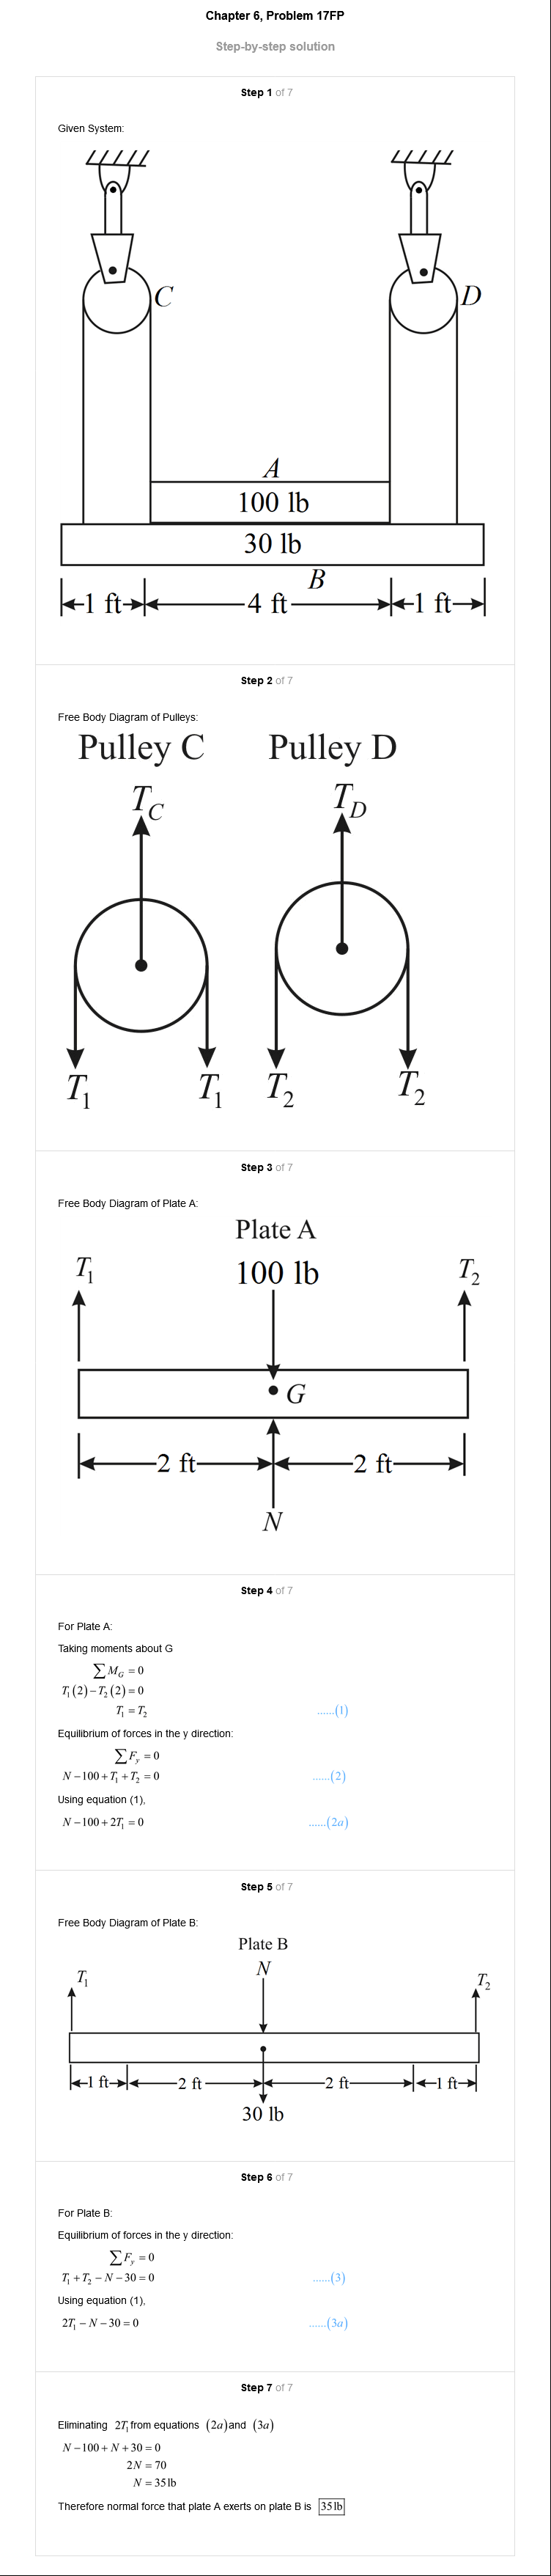 Chapter 6, Problem 17FP
Step-by-step solution
Step 1 of 7
Given System:
C
D
A
100 lb
30 lb
B
1 ft
4 ft
1 ft
Step 2 of 7
Free Body Diagram of Pulleys:
Pulley C Pulley D
T_C
T_D
T_1
T_1
T_2
T_2
Step 3 of 7
Free Body Diagram of Plate A:
Plate A
T_1
100 lb
T_2
G
2 ft
2 ft
N
Step 4 of 7
For Plate A:
Taking moments about G
∑M_G = 0
T_1(2) − T_2(2) = 0
T_1 = T_2 ......(1)
Equilibrium of forces in the y direction:
∑F_y = 0
N − 100 + T_1 + T_2 = 0 ......(2)
Using equation (1),
N − 100 + 2T_1 = 0 ......(2a)
Step 5 of 7
Free Body Diagram of Plate B:
Plate B
T_1
N
T_2
1 ft
2 ft
2 ft
1 ft
30 lb
Step 6 of 7
For Plate B:
Equilibrium of forces in the y direction:
∑F_y = 0
T_1 + T_2 − N − 30 = 0 ......(3)
Using equation (1),
2T_1 − N − 30 = 0 ......(3a)
Step 7 of 7
Eliminating 2T_1 from equations (2a) and (3a)
N − 100 + N + 30 = 0
2N = 70
N = 35 lb
Therefore normal force that plate A exerts on plate B is 35 lb